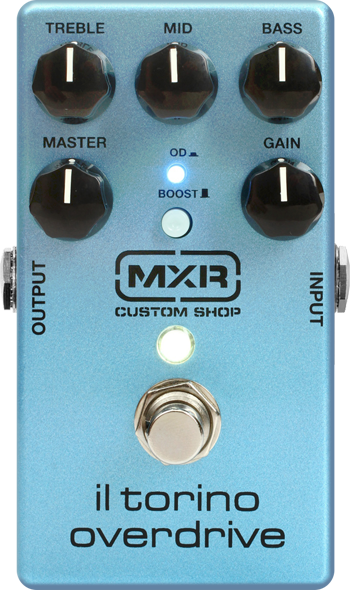 TREBLE MID BASS
MASTER GAIN
OD
BOOST
OUTPUT
INPUT
MXR
CUSTOM SHOP
il torino
overdrive